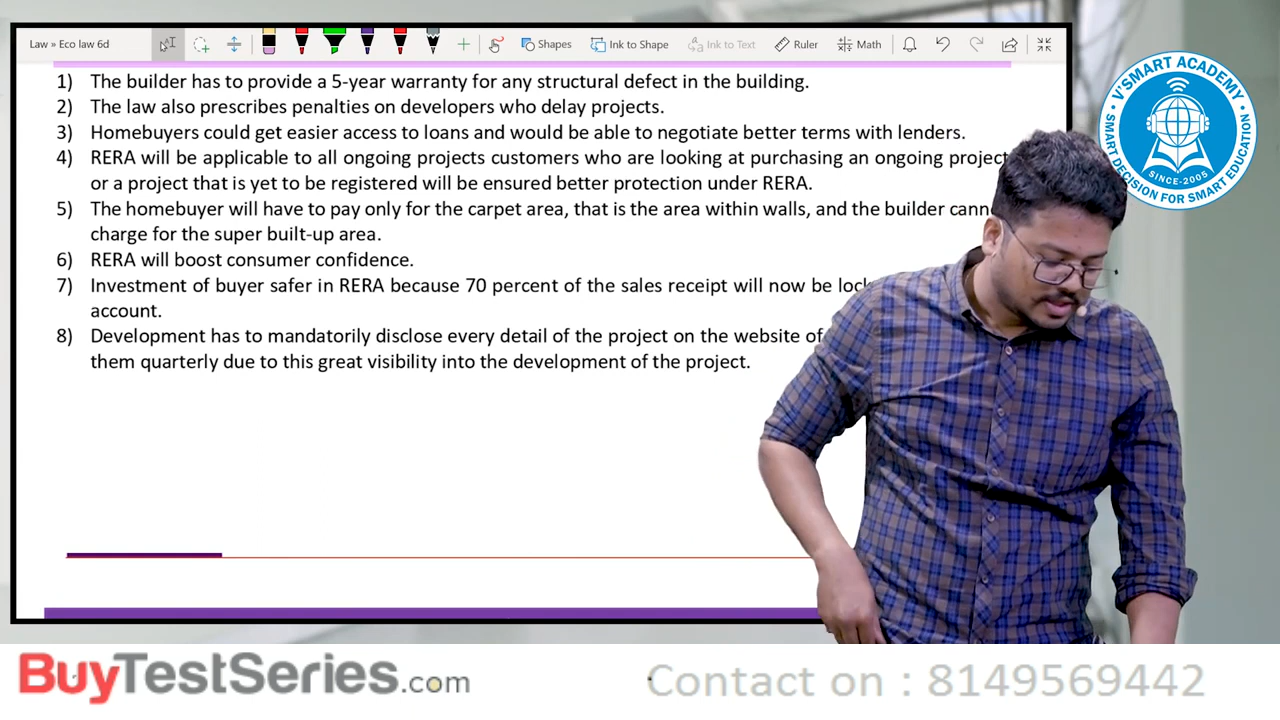 Law » Eco law 6d
Shapes
Ink to Shape
Ink to Text
Ruler
Math
1) The builder has to provide a 5-year warranty for any structural defect in the building.
2) The law also prescribes penalties on developers who delay projects.
3) Homebuyers could get easier access to loans and would be able to negotiate better terms with lenders.
4) RERA will be applicable to all ongoing projects customers who are looking at purchasing an ongoing project
or a project that is yet to be registered will be ensured better protection under RERA.
5) The homebuyer will have to pay only for the carpet area, that is the area within walls, and the builder
charge for the super built-up area.
6) RERA will boost consumer confidence.
7) Investment of buyer safer in RERA because 70 percent of the sales receipt will now be
account.
8) Development has to mandatorily disclose every detail of the project on the website of
them quarterly due to this great visibility into the development of the project.
V'SMART ACADEMY
SINCE-2005
SMART DECISION FOR SMART EDUCATION
BuyTestSeries.com
Contact on : 8149569442